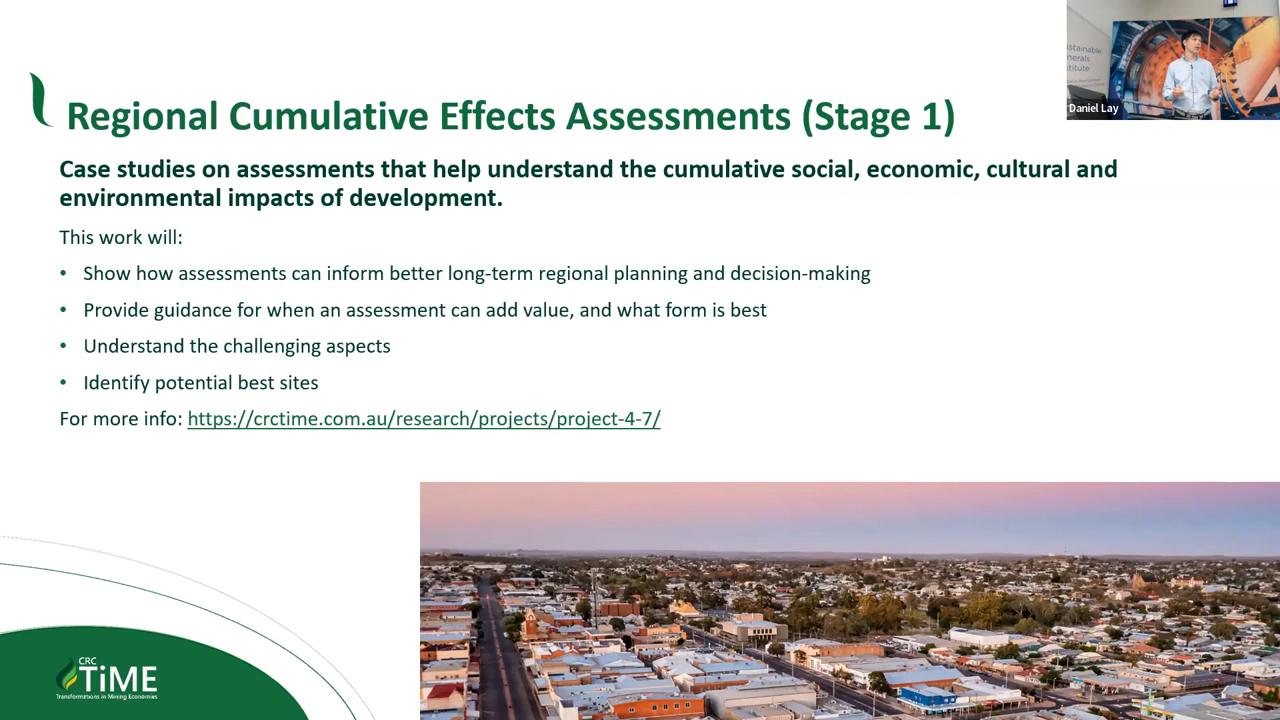 ustainable
nerals
stitute
Daniel Lay
Regional Cumulative Effects Assessments (Stage 1)
Case studies on assessments that help understand the cumulative social, economic, cultural and
environmental impacts of development.
This work will:
• Show how assessments can inform better long-term regional planning and decision-making
• Provide guidance for when an assessment can add value, and what form is best
• Understand the challenging aspects
• Identify potential best sites
For more info: https://crctime.com.au/research/projects/project-4-7/
CRC
TiME
Transformations in Mining Economies